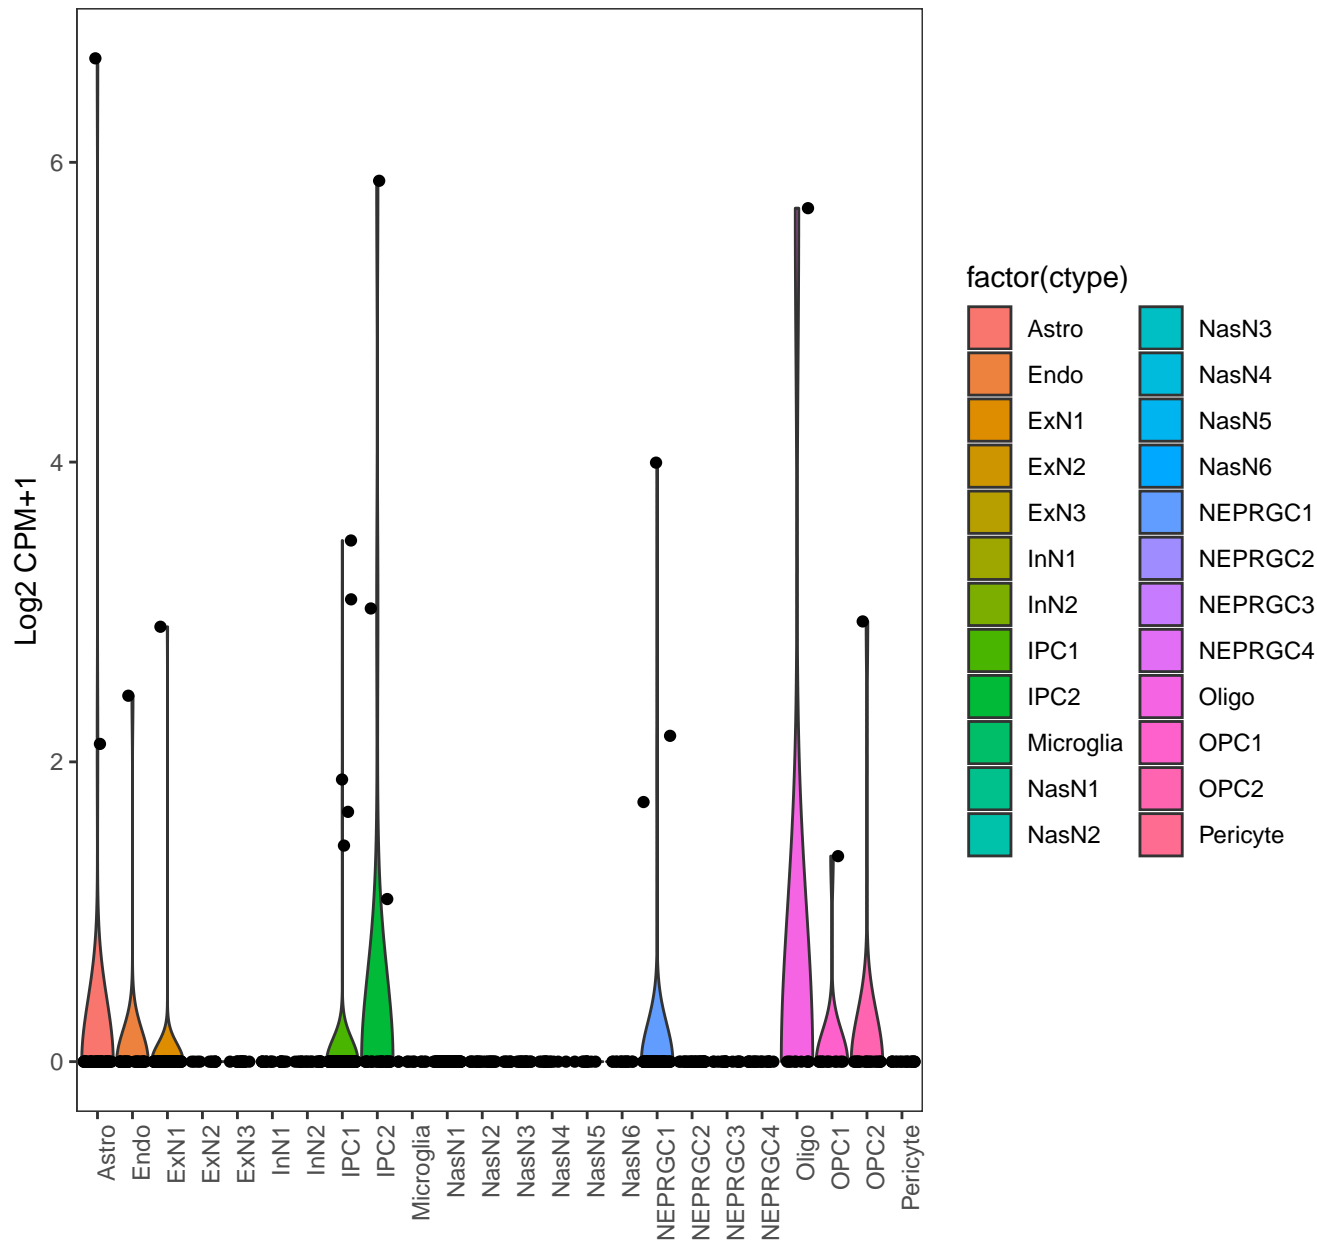 Log2 CPM+1
6
4
2
0
Astro
Endo
ExN1
ExN2
ExN3
InN1
InN2
IPC1
IPC2
Microglia
NasN1
NasN2
NasN3
NasN4
NasN5
NasN6
NEPRGC1
NEPRGC2
NEPRGC3
NEPRGC4
Oligo
OPC1
OPC2
Pericyte
factor(ctype)
Astro
Endo
ExN1
ExN2
ExN3
InN1
InN2
IPC1
IPC2
Microglia
NasN1
NasN2
NasN3
NasN4
NasN5
NasN6
NEPRGC1
NEPRGC2
NEPRGC3
NEPRGC4
Oligo
OPC1
OPC2
Pericyte